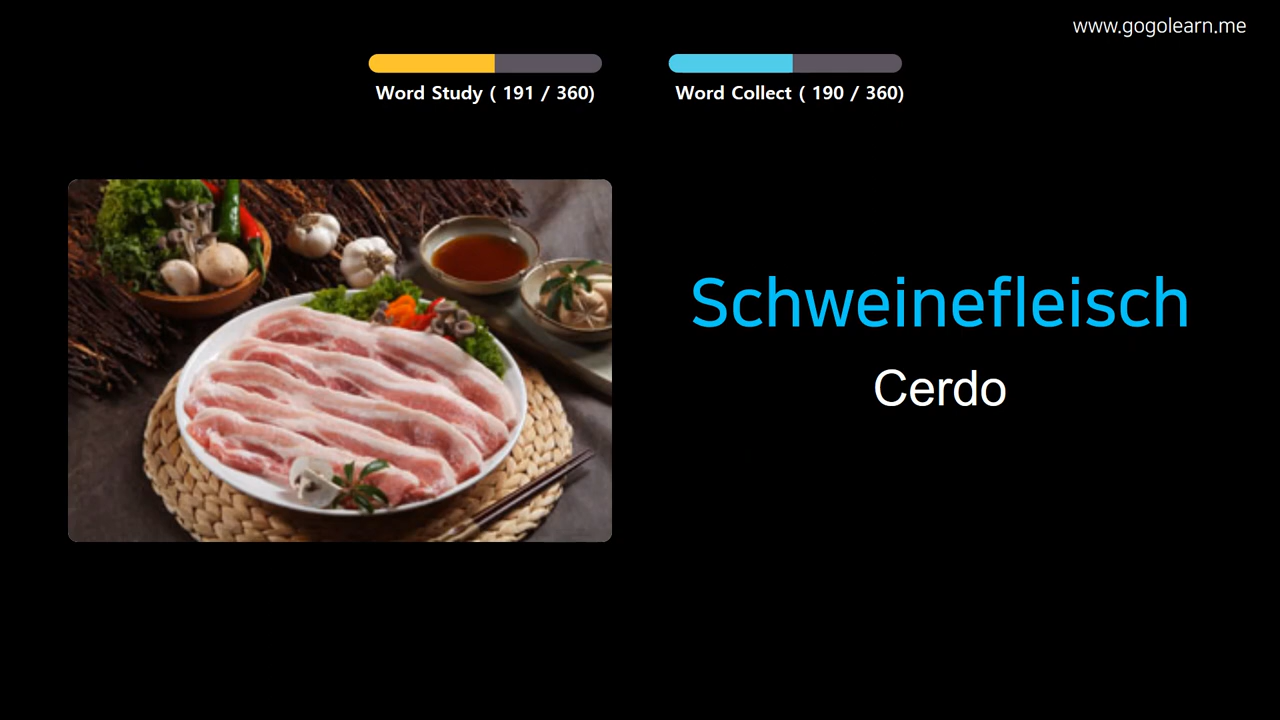 www.gogolearn.me
Word Study ( 191 / 360)
Word Collect ( 190 / 360)
Schweinefleisch
Cerdo